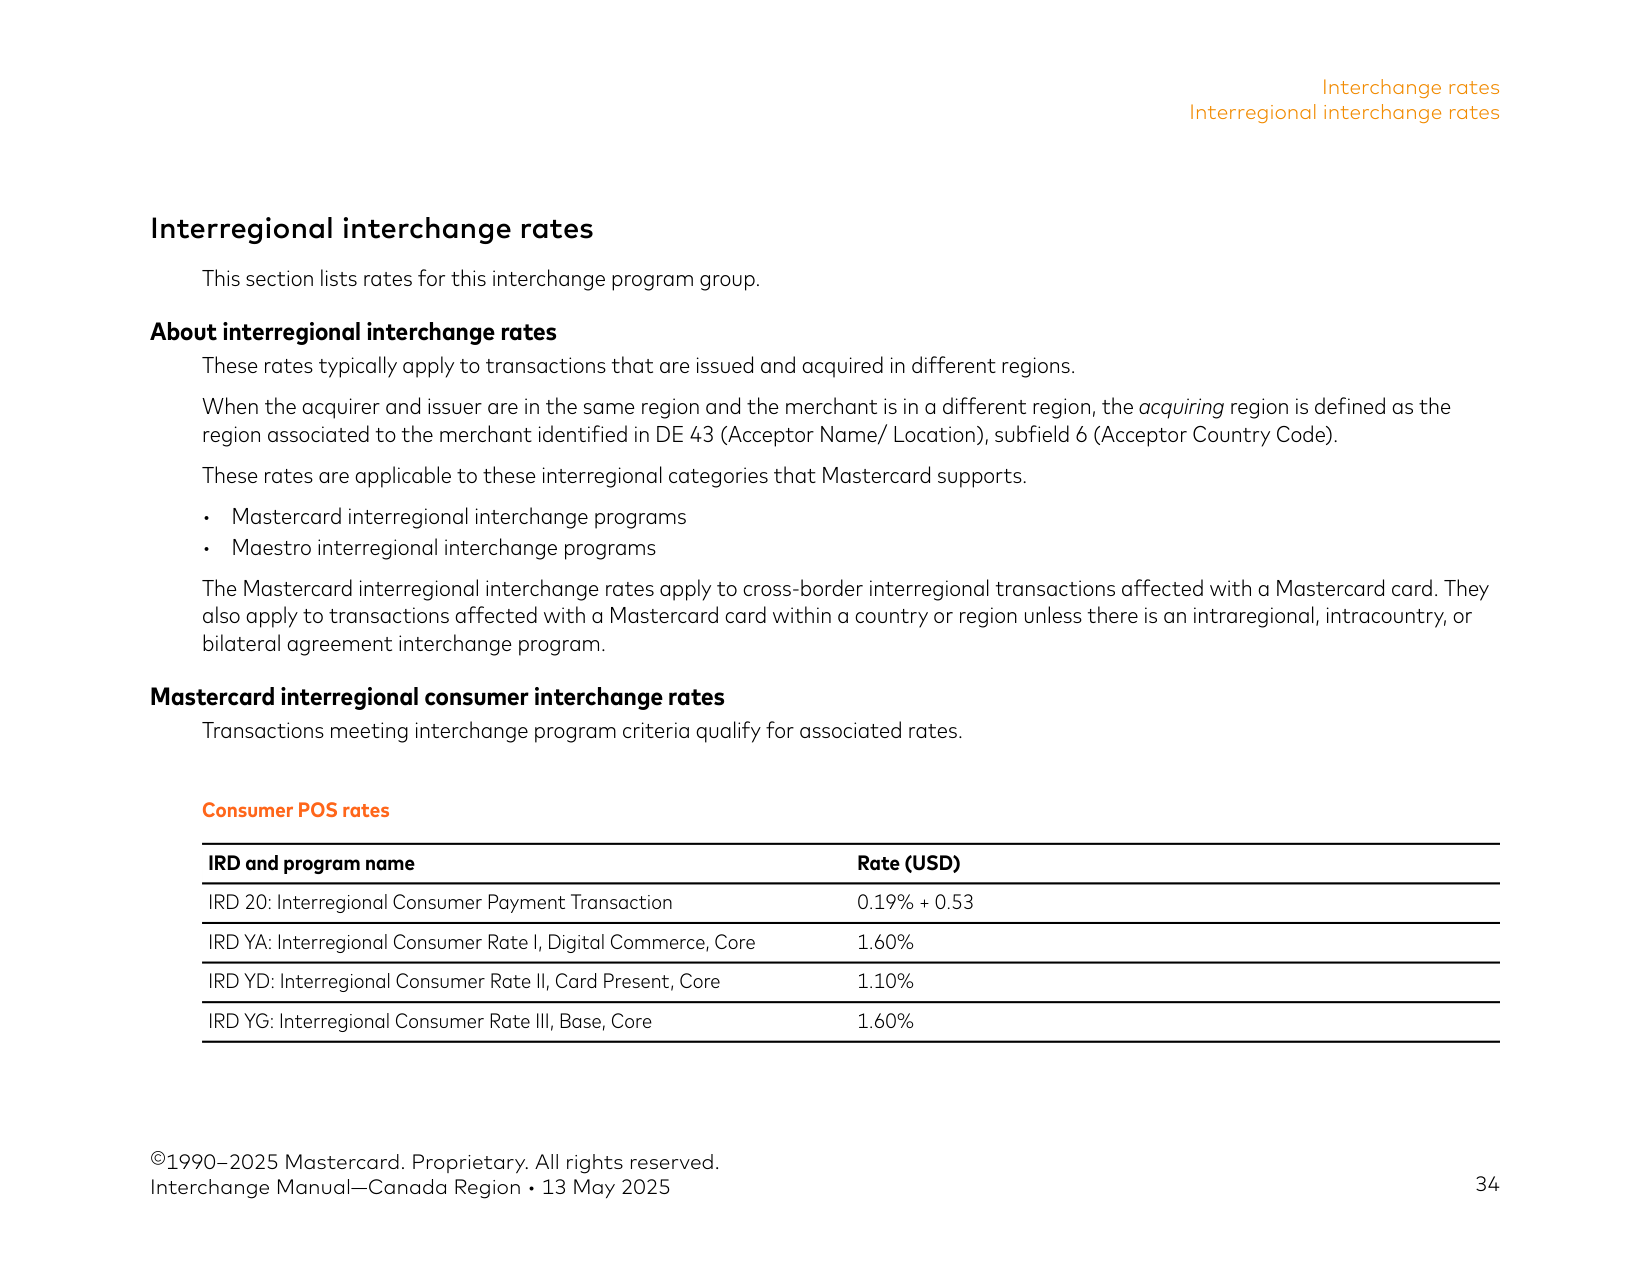 Interchange rates
Interregional interchange rates
Interregional interchange rates
This section lists rates for this interchange program group.
About interregional interchange rates
These rates typically apply to transactions that are issued and acquired in different regions.
When the acquirer and issuer are in the same region and the merchant is in a different region, the acquiring region is defined as the
region associated to the merchant identified in DE 43 (Acceptor Name/ Location), subfield 6 (Acceptor Country Code).
These rates are applicable to these interregional categories that Mastercard supports.
• Mastercard interregional interchange programs
• Maestro interregional interchange programs
The Mastercard interregional interchange rates apply to cross-border interregional transactions affected with a Mastercard card. They
also apply to transactions affected with a Mastercard card within a country or region unless there is an intraregional, intracountry, or
bilateral agreement interchange program.
Mastercard interregional consumer interchange rates
Transactions meeting interchange program criteria qualify for associated rates.
Consumer POS rates
IRD and program name Rate (USD)
IRD 20: Interregional Consumer Payment Transaction 0.19% + 0.53
IRD YA: Interregional Consumer Rate I, Digital Commerce, Core 1.60%
IRD YD: Interregional Consumer Rate II, Card Present, Core 1.10%
IRD YG: Interregional Consumer Rate III, Base, Core 1.60%
©1990–2025 Mastercard. Proprietary. All rights reserved.
Interchange Manual—Canada Region • 13 May 2025 34